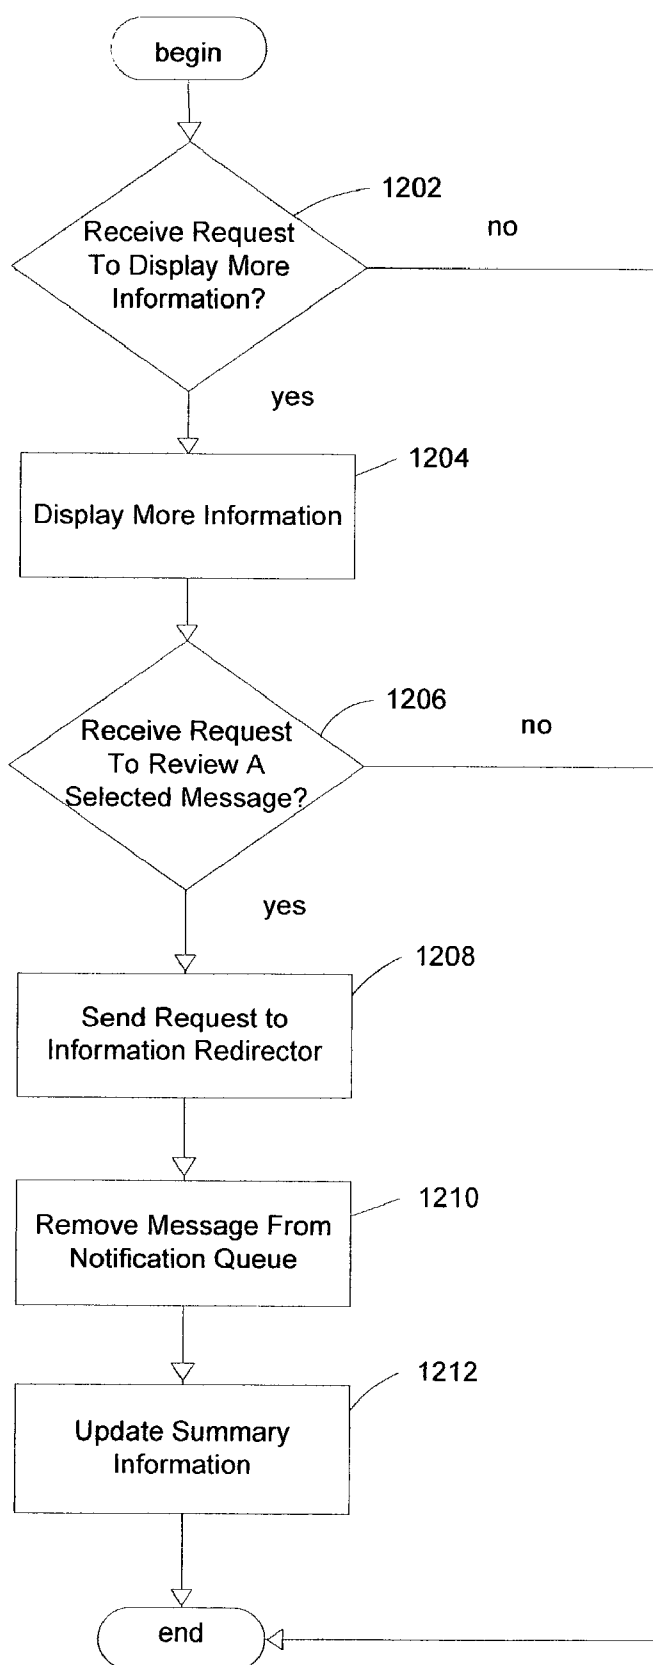 begin
1202
no
Receive Request
To Display More
Information?
yes
1204
Display More Information
1206
no
Receive Request
To Review A
Selected Message?
yes
1208
Send Request to
Information Redirector
1210
Remove Message From
Notification Queue
1212
Update Summary
Information
end